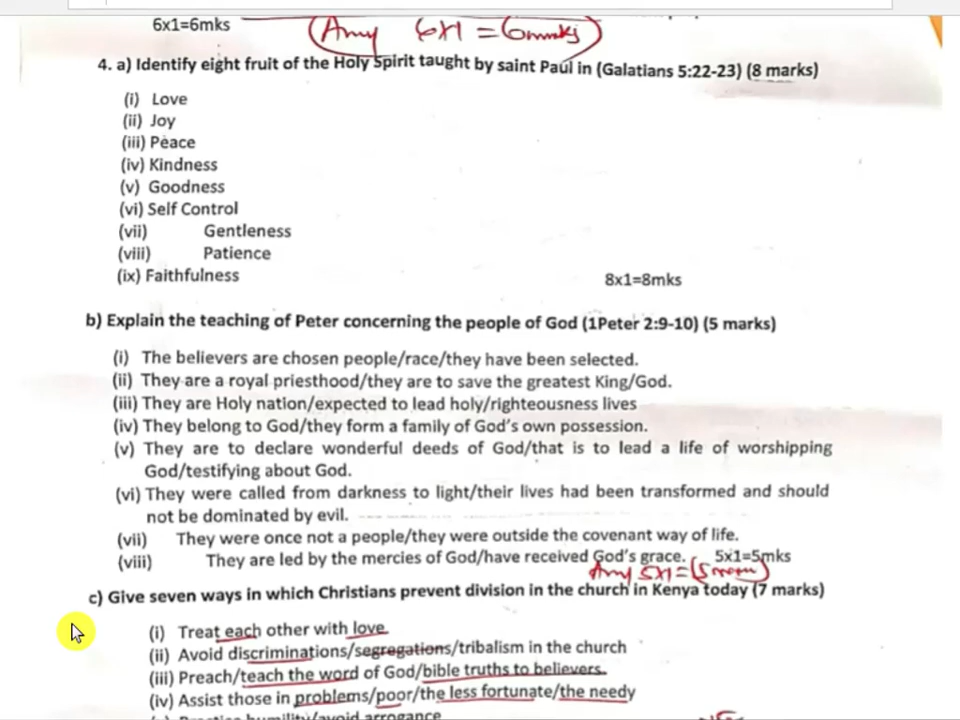 6x1=6mks
(Any 6x1 = 6mmks)
4. a) Identify eight fruit of the Holy Spirit taught by saint Paul in (Galatians 5:22-23) (8 marks)
(i) Love
(ii) Joy
(iii) Peace
(iv) Kindness
(v) Goodness
(vi) Self Control
(vii) Gentleness
(viii) Patience
(ix) Faithfulness 8x1=8mks
b) Explain the teaching of Peter concerning the people of God (1Peter 2:9-10) (5 marks)
(i) The believers are chosen people/race/they have been selected.
(ii) They are a royal priesthood/they are to save the greatest King/God.
(iii) They are Holy nation/expected to lead holy/righteousness lives
(iv) They belong to God/they form a family of God's own possession.
(v) They are to declare wonderful deeds of God/that is to lead a life of worshipping
God/testifying about God.
(vi) They were called from darkness to light/their lives had been transformed and should
not be dominated by evil.
(vii) They were once not a people/they were outside the covenant way of life.
(viii) They are led by the mercies of God/have received God's grace. 5x1=5mks
Any 5x1 = (5
c) Give seven ways in which Christians prevent division in the church in Kenya today (7 marks)
(i) Treat each other with love.
(ii) Avoid discriminations/segregations/tribalism in the church
(iii) Preach/teach the word of God/bible truths to believers.
(iv) Assist those in problems/poor/the less fortunate/the needy
humility/avoid arrogance